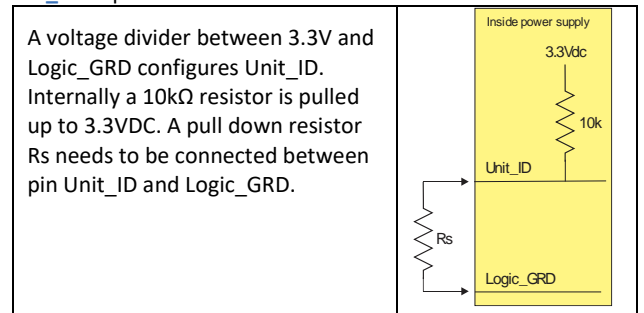 A voltage divider between 3.3V and
Logic_GRD configures Unit_ID.
Internally a 10kΩ resistor is pulled
up to 3.3VDC. A pull down resistor
Rs needs to be connected between
pin Unit_ID and Logic_GRD.
Inside power supply
3.3Vdc
10k
Unit_ID
Rs
Logic_GRD